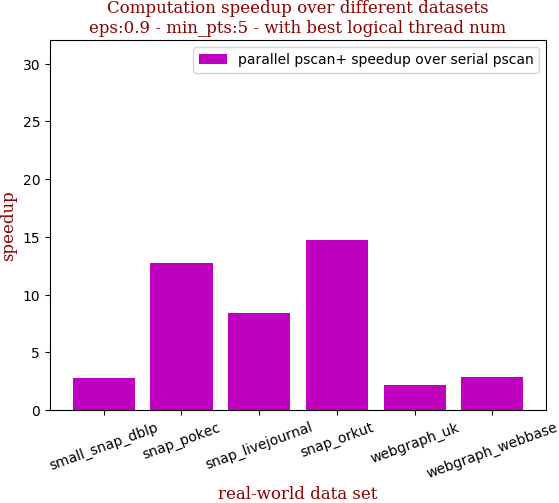 Computation speedup over different datasets
eps:0.9 - min_pts:5 - with best logical thread num
parallel pscan+ speedup over serial pscan
speedup
30
25
20
15
10
5
0
small_snap_dblp
snap_pokec
snap_livejournal
snap_orkut
webgraph_uk
webgraph_webbase
real-world data set